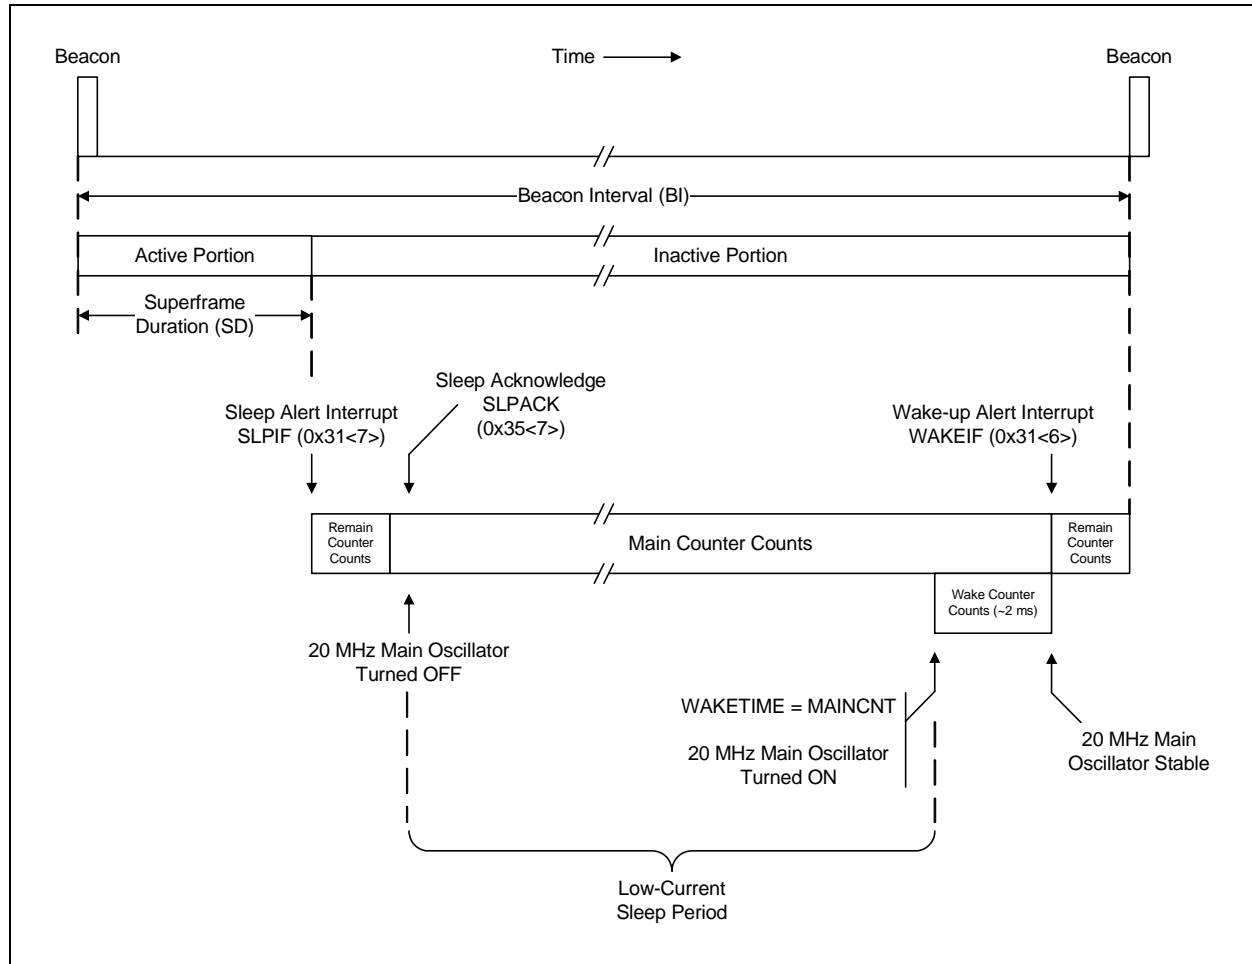 Beacon
Time
Beacon
Beacon Interval (BI)
Active Portion
Inactive Portion
Superframe
Duration (SD)
Sleep Alert Interrupt
SLPIF (0x31<7>)
Sleep Acknowledge
SLPACK
(0x35<7>)
Wake-up Alert Interrupt
WAKEIF (0x31<6>)
Remain
Counter
Counts
Main Counter Counts
Remain
Counter
Counts
Wake Counter
Counts (~2 ms)
20 MHz Main Oscillator
Turned OFF
WAKETIME = MAINCNT
20 MHz Main Oscillator
Turned ON
20 MHz Main
Oscillator Stable
Low-Current
Sleep Period